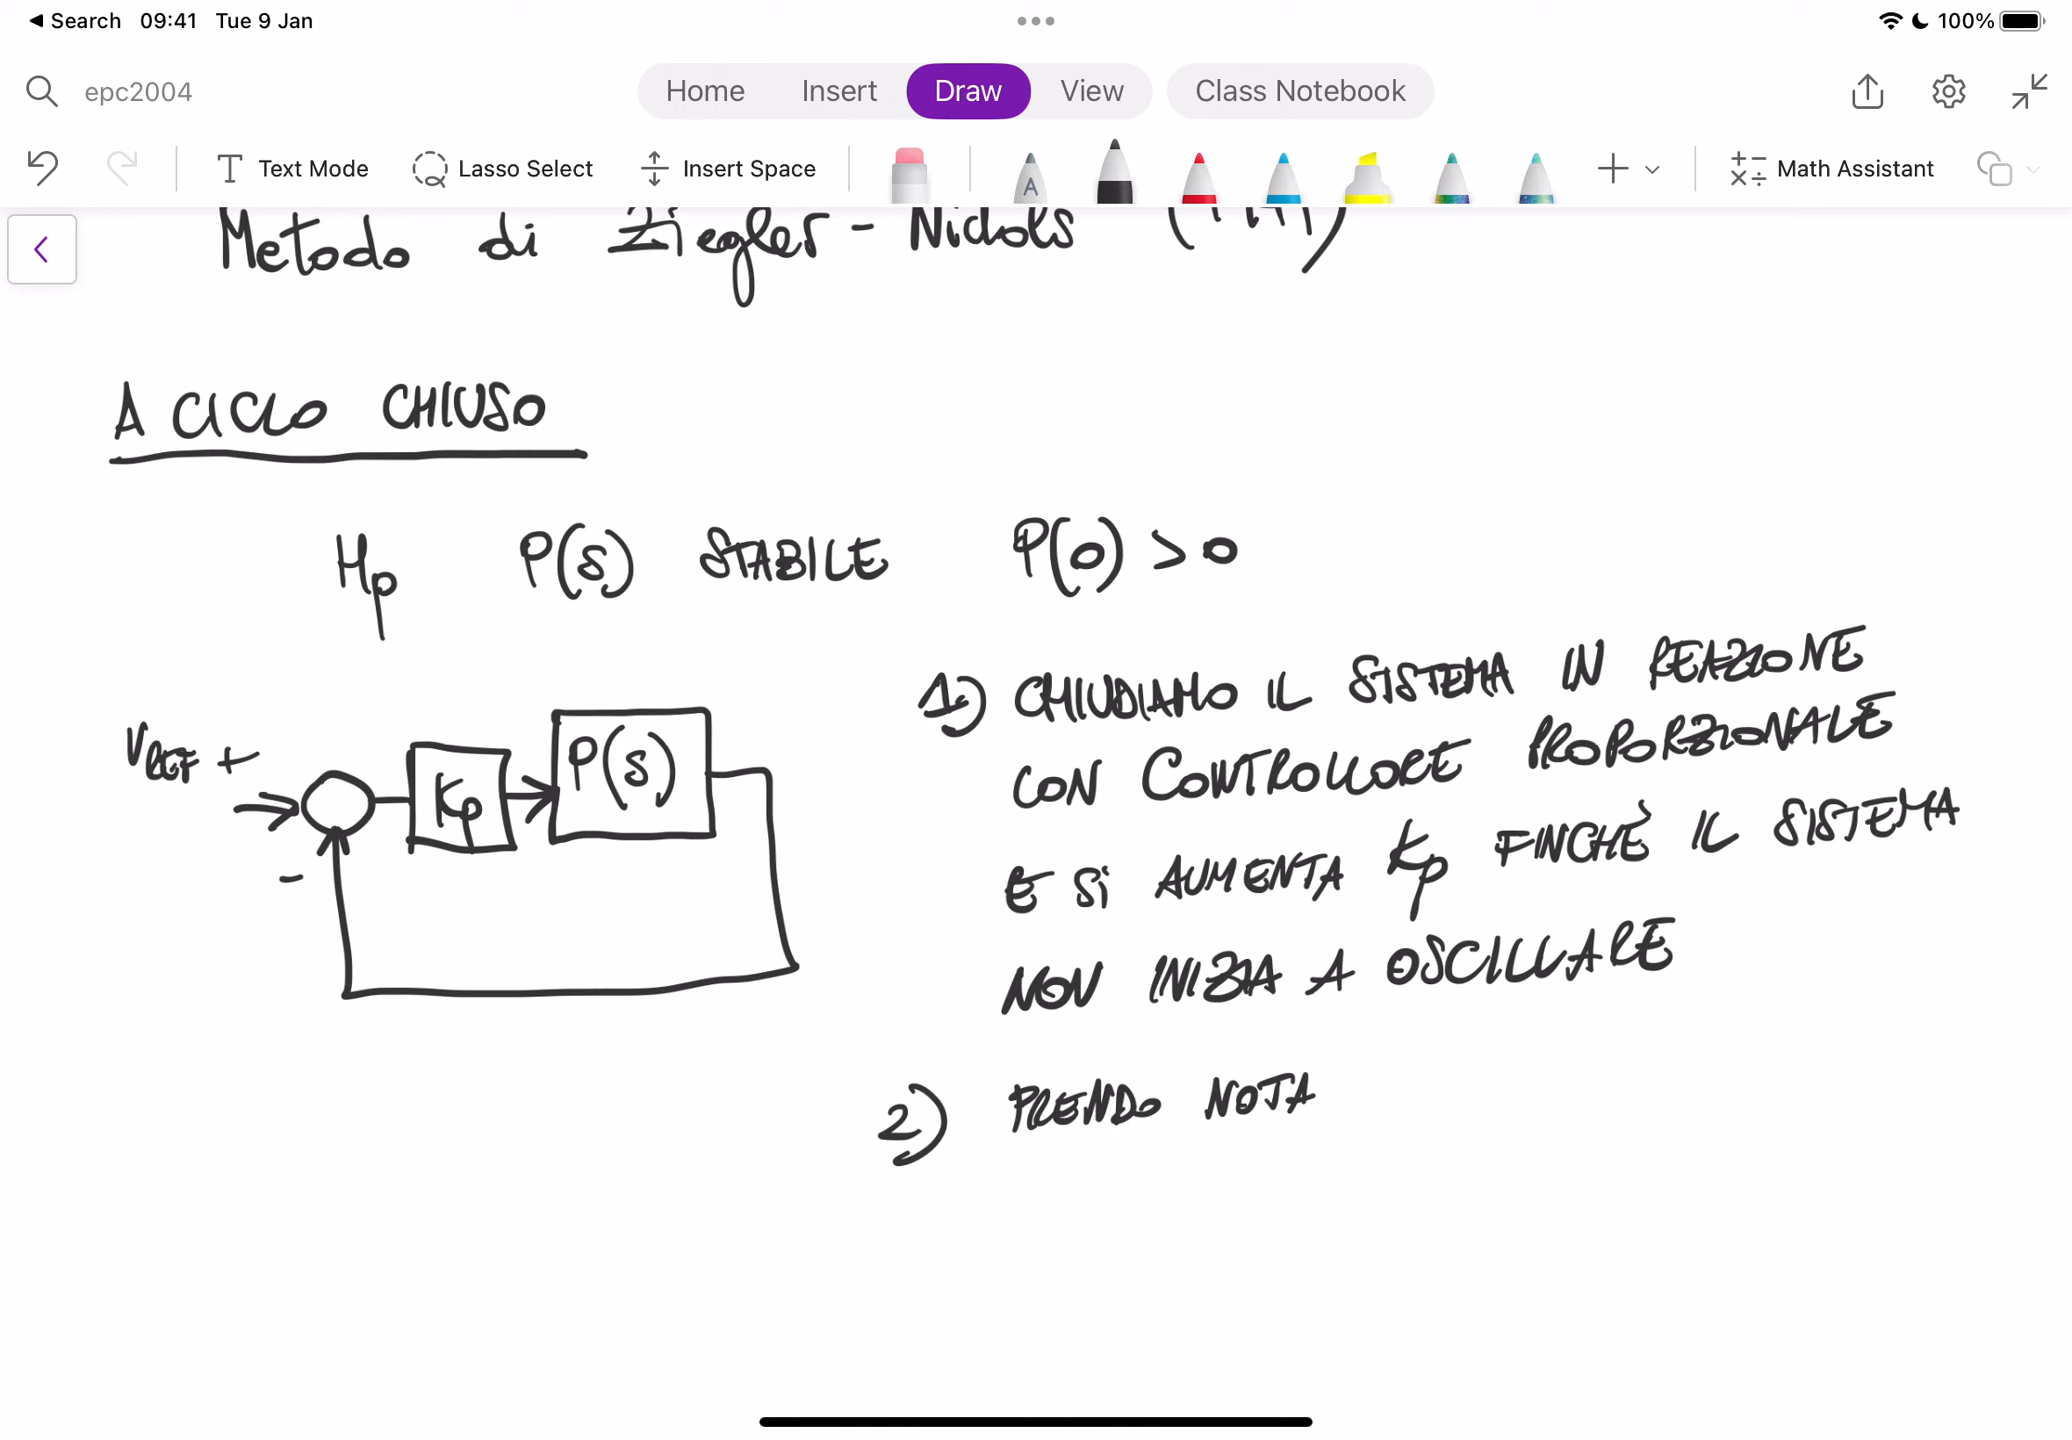 ◀ Search 09:41 Tue 9 Jan 100%
epc2004 Home Insert Draw View Class Notebook
Text Mode Lasso Select Insert Space A Math Assistant
Metodo di Ziegler - Nichols
A CICLO CHIUSO
Hp P(s) STABILE P(0) > 0
1) CHIUDIAMO IL SISTEMA IN REAZIONE
CON CONTROLLORE PROPORZIONALE
E SI AUMENTA Kp FINCHÈ IL SISTEMA
NON INIZIA A OSCILLARE
VREF +
Kp P(s)
-
2) PRENDO NOTA